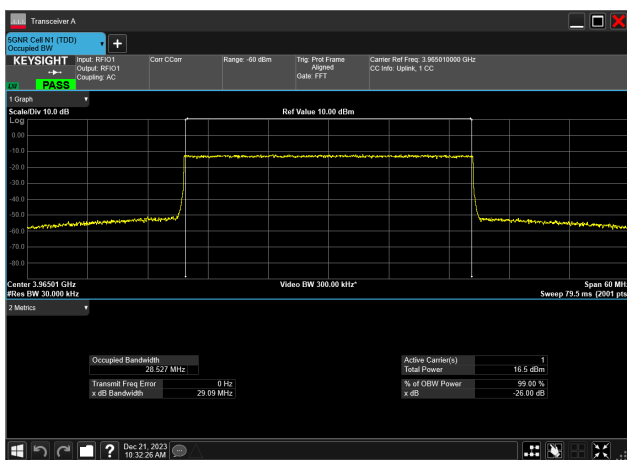 Transceiver A
5GNR Cell N1 (TDD)
Occupied BW
KEYSIGHT
Input: RFIO1
Output: RFIO1
Coupling: AC
Corr CCorr
Range: -60 dBm
Trig: Prot Frame
Aligned
Gate: FFT
Carrier Ref Freq: 3.965010000 GHz
CC Info: Uplink, 1 CC
PASS
1 Graph
Scale/Div 10.0 dB
Ref Value 10.00 dBm
Log
0.00
-10.0
-20.0
-30.0
-40.0
-50.0
-60.0
-70.0
-80.0
Center 3.96501 GHz
#Res BW 30.000 kHz
Video BW 300.00 kHz*
Span 60 MH
Sweep 79.5 ms (2001 pts
2 Metrics
Occupied Bandwidth
28.527 MHz
Transmit Freq Error 0 Hz
x dB Bandwidth 29.09 MHz
Active Carrier(s) 1
Total Power 16.5 dBm
% of OBW Power 99.00 %
x dB -26.00 dB
?
Dec 21, 2023
10:32:26 AM